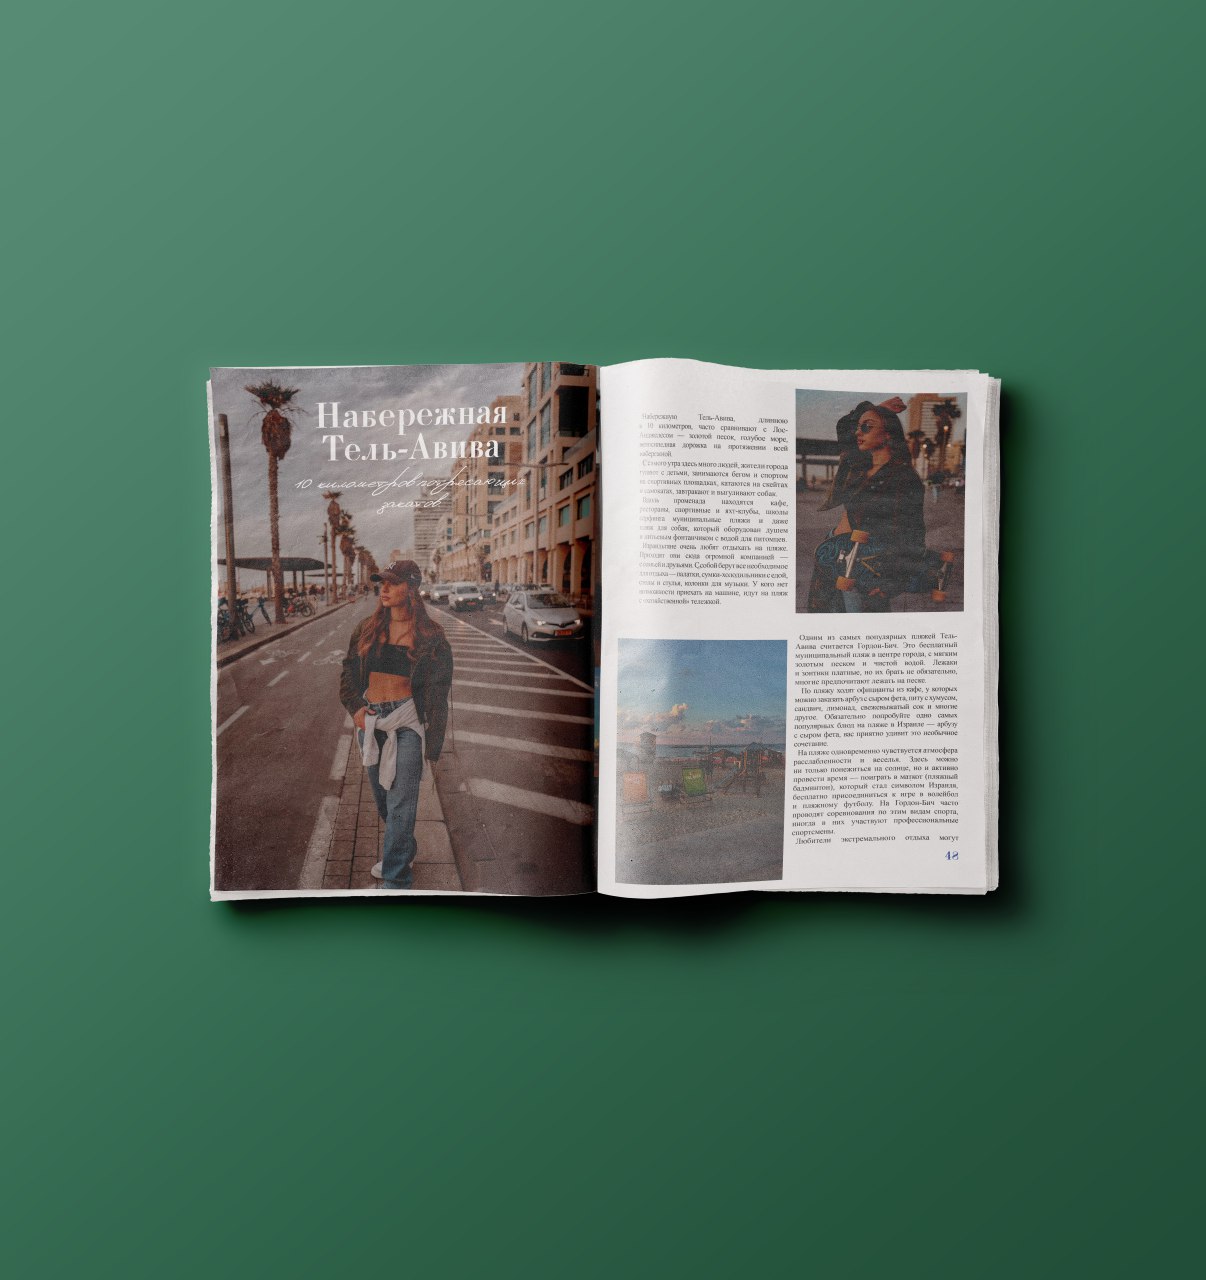 Набережная
Тель-Авива
10 километров потрясающих
закатов
Набережную Тель-Авива, длинною
в 10 километров, часто сравнивают с Лос-
Анджелесом — золотой песок, голубое море,
велосипедная дорожка на протяжении всей
набережной.
С самого утра здесь много людей, жители города
гуляют с детьми, занимаются бегом и спортом
на спортивных площадках, катаются на скейтах
и самокатах, завтракают и выгуливают собак.
Вдоль променада находятся кафе,
рестораны, спортивные и яхт-клубы, школы
серфинга муниципальные пляжи и даже
пляж для собак, который оборудован душем
и питьевым фонтанчиком с водой для питомцев.
Израильтяне очень любят отдыхать на пляже.
Приходят они сюда огромной компанией —
с семьей и друзьями. С собой берут все необходимое
для отдыха — палатки, сумки-холодильники с едой,
столы и стулья, колонки для музыки. У кого нет
возможности приехать на машине, идут на пляж
с «хозяйственной» тележкой.
Одним из самых популярных пляжей Тель-
Авива считается Гордон-Бич. Это бесплатный
муниципальный пляж в центре города, с мягким
золотым песком и чистой водой. Лежаки
и зонтики платные, но их брать не обязательно,
многие предпочитают лежать на песке.
По пляжу ходят официанты из кафе, у которых
можно заказать арбуз с сыром фета, питу с хумусом,
сандвич, лимонад, свежевыжатый сок и многие
другое. Обязательно попробуйте одно самых
популярных блюд на пляже в Израиле — арбузу
с сыром фета, вас приятно удивит это необычное
сочетание.
На пляже одновременно чувствуется атмосфера
расслабленности и веселья. Здесь можно
ни только понежиться на солнце, но и активно
провести время — поиграть в маткот (пляжный
бадминтон), который стал символом Израиля,
бесплатно присоединиться к игре в волейбол
и пляжному футболу. На Гордон-Бич часто
проводят соревнования по этим видам спорта,
иногда в них участвуют профессиональные
спортсмены.
Любители экстремального отдыха могут
48